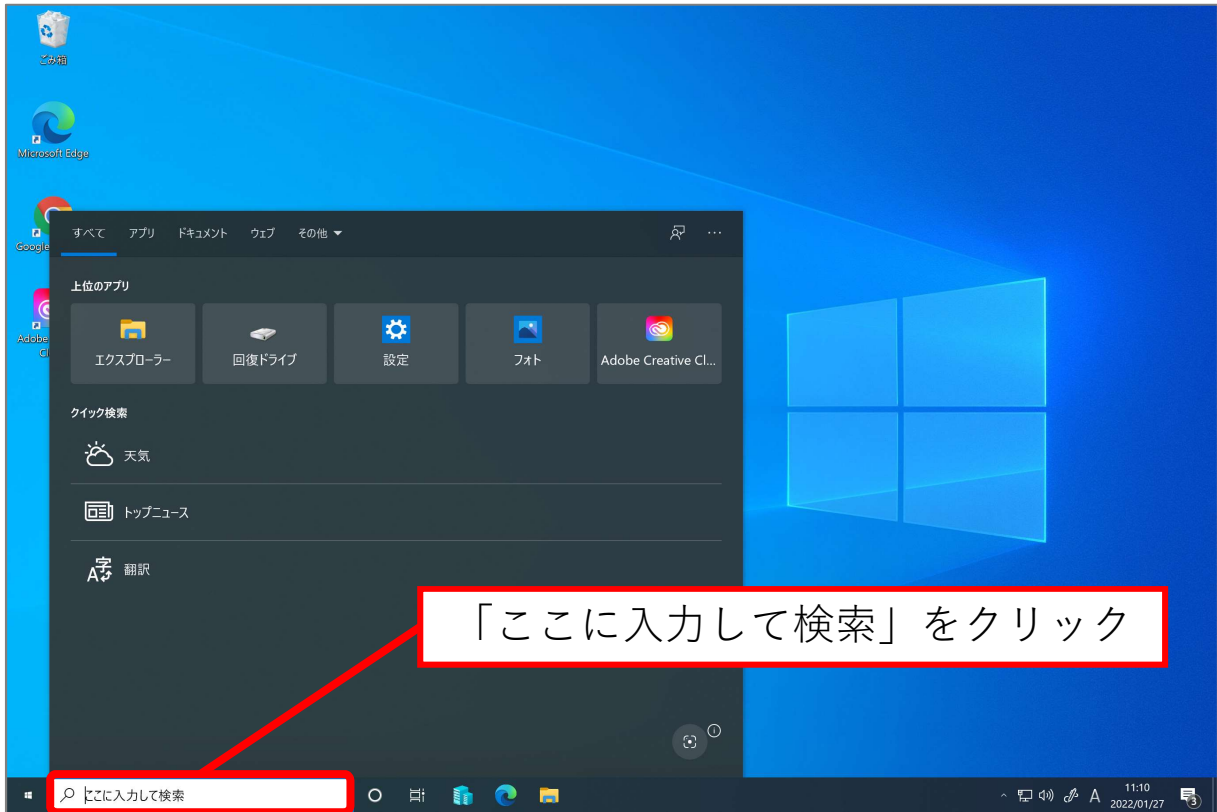 ごみ箱
Microsoft Edge
Google
Adobe
Cl
すべて アプリ ドキュメント ウェブ その他
上位のアプリ
エクスプローラー 回復ドライブ 設定 フォト Adobe Creative Cl...
クイック検索
天気
トップニュース
翻訳
「ここに入力して検索」をクリック
ここに入力して検索
A 11:10
2022/01/27
3